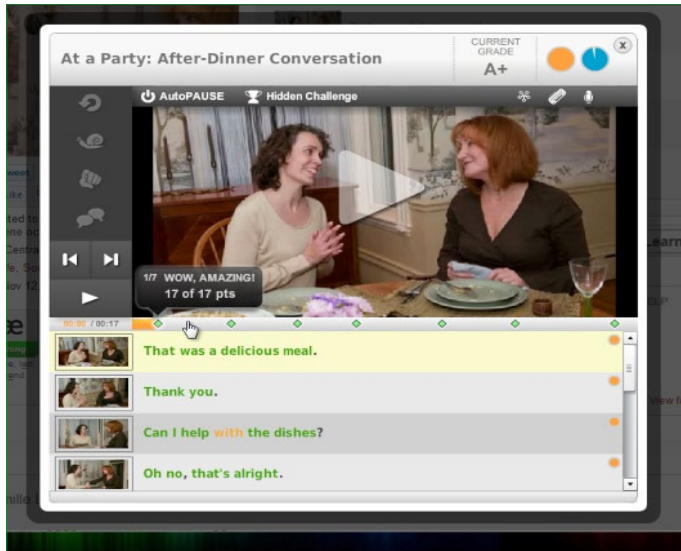 At a Party: After-Dinner Conversation
CURRENT GRADE
A+
x
AutoPAUSE Hidden Challenge
1/7 WOW, AMAZING!
17 of 17 pts
00:00 / 00:17
That was a delicious meal.
Thank you.
Can I help with the dishes?
Oh no, that's alright.